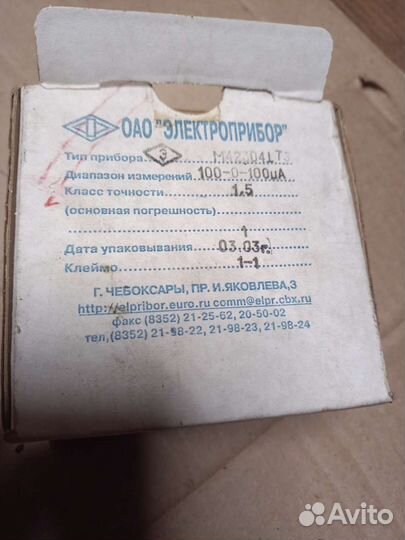 ОАО "ЭЛЕКТРОПРИБОР"
Тип прибора Э
Диапазон измерений 100-0-100μА
Класс точности 1.5
(основная погрешность)
1
Дата упаковывания 03.03г.
Клеймо 1-1
Г. ЧЕБОКСАРЫ, ПР. И.ЯКОВЛЕВА,3
http://elpribor.euro.ru comm@elpr.cbx.ru
факс (8352) 21-25-62, 20-50-02
тел,(8352) 21-98-22, 21-98-23, 21-98-24
Avito